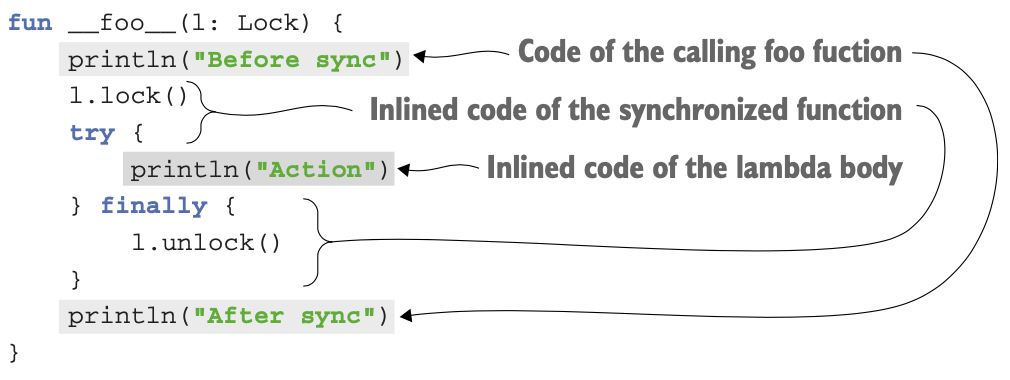 fun __foo__(l: Lock) {
println("Before sync")
Code of the calling foo fuction
l.lock()
Inlined code of the synchronized function
try {
println("Action")
Inlined code of the lambda body
} finally {
l.unlock()
}
println("After sync")
}